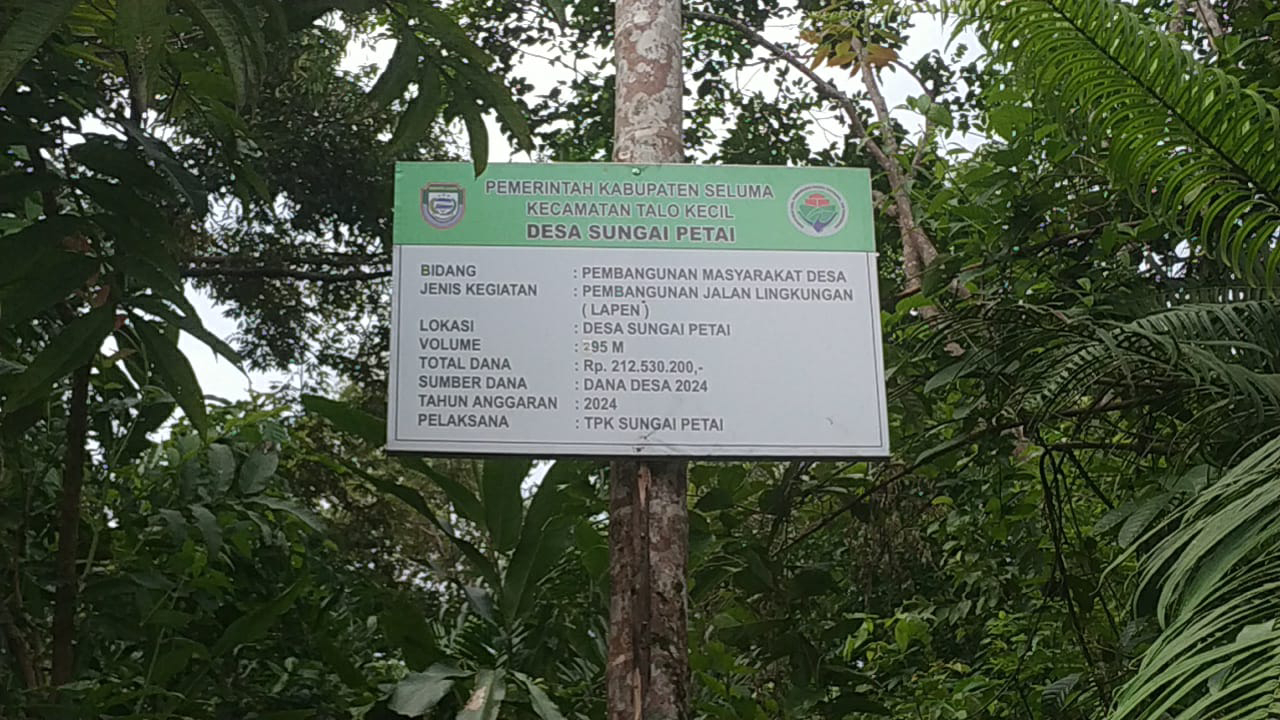 PEMERINTAH KABUPATEN SELUMA
KECAMATAN TALO KECIL
DESA SUNGAI PETAI
BIDANG : PEMBANGUNAN MASYARAKAT DESA
JENIS KEGIATAN : PEMBANGUNAN JALAN LINGKUNGAN
( LAPEN )
LOKASI : DESA SUNGAI PETAI
VOLUME : 295 M
TOTAL DANA : Rp. 212.530.200,-
SUMBER DANA : DANA DESA 2024
TAHUN ANGGARAN : 2024
PELAKSANA : TPK SUNGAI PETAI